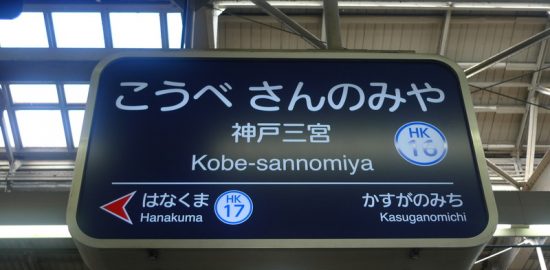 こうべ さんのみや
神戸三宮
HK
16
Kobe-sannomiya
はなくま
HK
17
かすがのみち
Hanakuma
Kasuganomichi